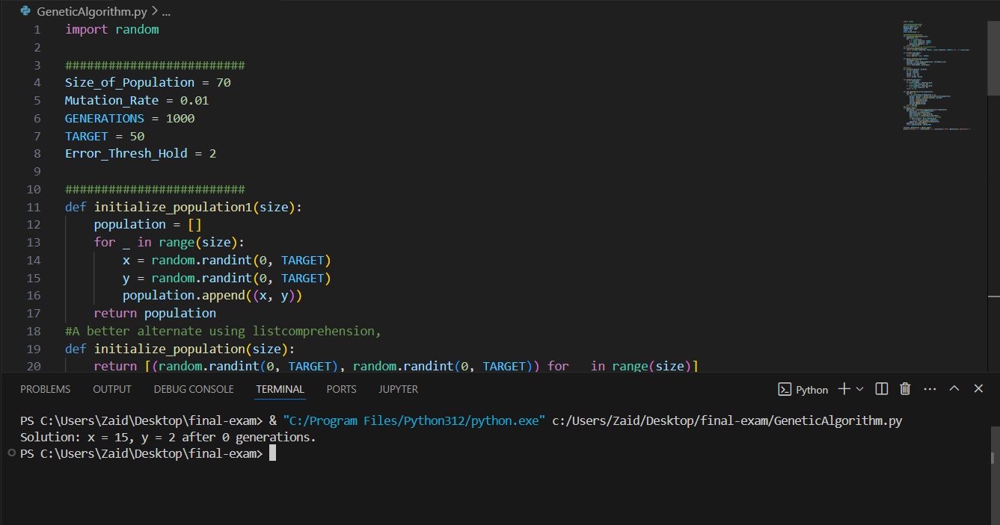 GeneticAlgorithm.py > ...
1 import random
2
3 #########################
4 Size_of_Population = 70
5 Mutation_Rate = 0.01
6 GENERATIONS = 1000
7 TARGET = 50
8 Error_Thresh_Hold = 2
9
10 #########################
11 def initialize_population1(size):
12 population = []
13 for _ in range(size):
14 x = random.randint(0, TARGET)
15 y = random.randint(0, TARGET)
16 population.append((x, y))
17 return population
18 #A better alternate using listcomprehension,
19 def initialize_population(size):
20 return [(random.randint(0, TARGET), random.randint(0, TARGET)) for in range(size)]
PROBLEMS OUTPUT DEBUG CONSOLE TERMINAL PORTS JUPYTER Python
PS C:\Users\Zaid\Desktop\final-exam> & "C:/Program Files/Python312/python.exe" c:/Users/Zaid/Desktop/final-exam/GeneticAlgorithm.py
Solution: x = 15, y = 2 after 0 generations.
PS C:\Users\Zaid\Desktop\final-exam>